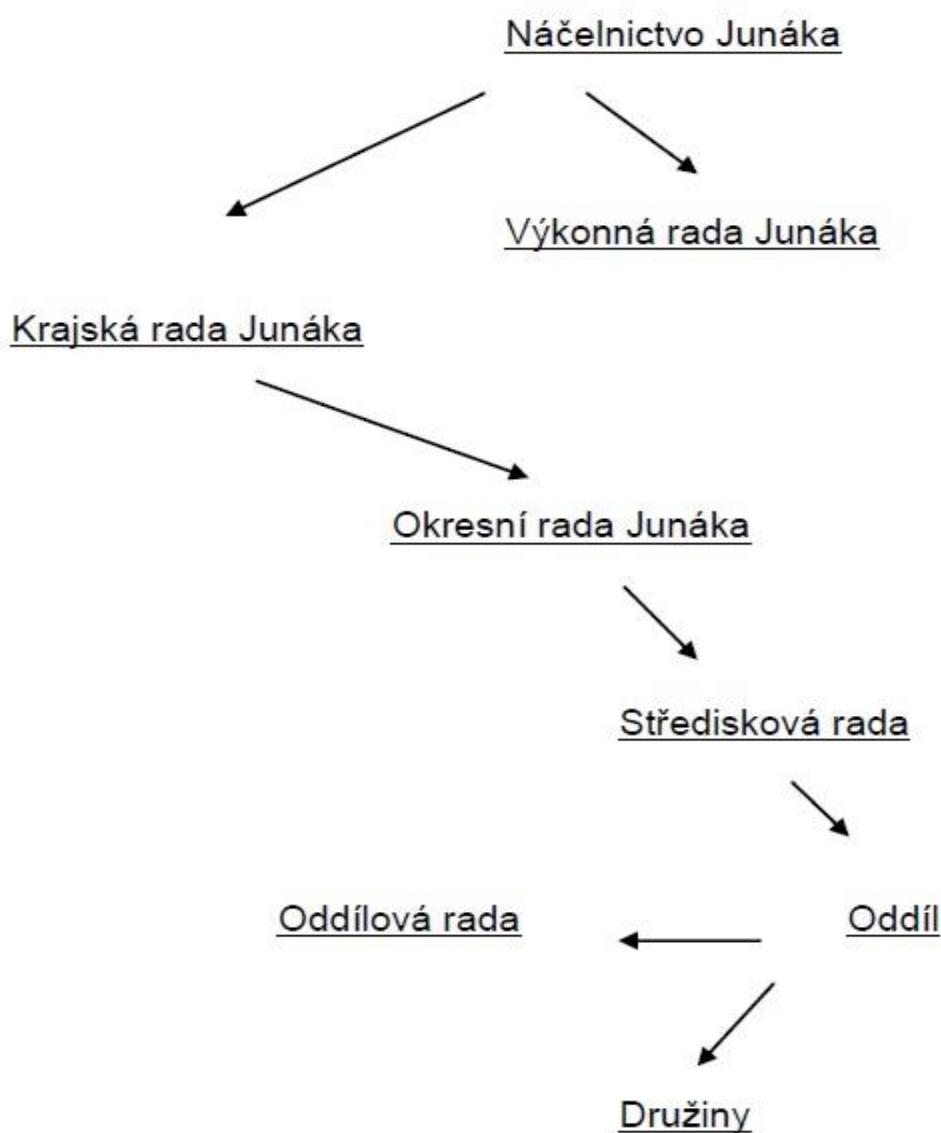 Náčelnictvo Junáka
Výkonná rada Junáka
Krajská rada Junáka
Okresní rada Junáka
Středisková rada
Oddílová rada
Oddíl
Družiny